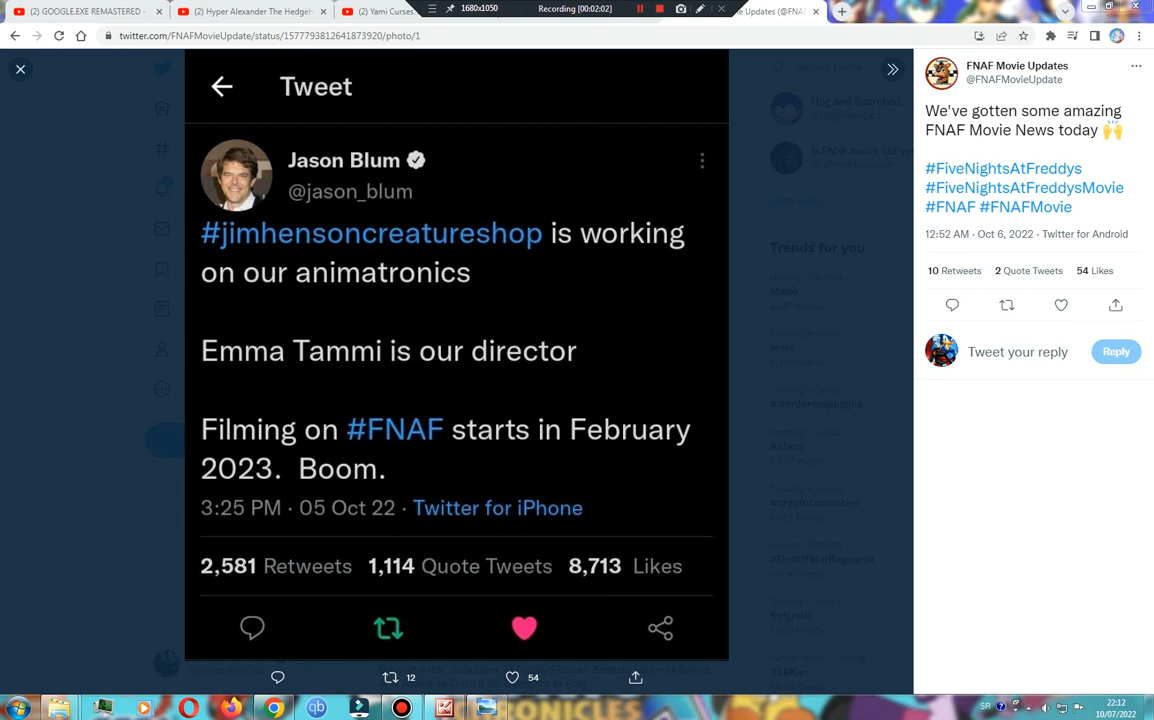 (2) GOOGLE.EXE REMASTERED -
(2) Hyper Alexander The Hedgeh
(2) Yami Curses
1680x1050
Recording [00:02:02]
e Updates (@FNAF
twitter.com/FNAFMovieUpdate/status/1577793812641873920/photo/1
Tweet
Jason Blum
@jason_blum
#jimhensoncreatureshop is working
on our animatronics
Emma Tammi is our director
Filming on #FNAF starts in February
2023. Boom.
3:25 PM · 05 Oct 22 · Twitter for iPhone
2,581 Retweets 1,114 Quote Tweets 8,713 Likes
12
54
Trends for you
#cryptocurrencies
#GodofWarRagnarok
Belgrade
#ElKan
FNAF Movie Updates
@FNAFMovieUpdate
We've gotten some amazing
FNAF Movie News today 🙌
#FiveNightsAtFreddys
#FiveNightsAtFreddysMovie
#FNAF #FNAFMovie
12:52 AM · Oct 6, 2022 · Twitter for Android
10 Retweets 2 Quote Tweets 54 Likes
Tweet your reply
Reply
SR
22:12
10/07/2022